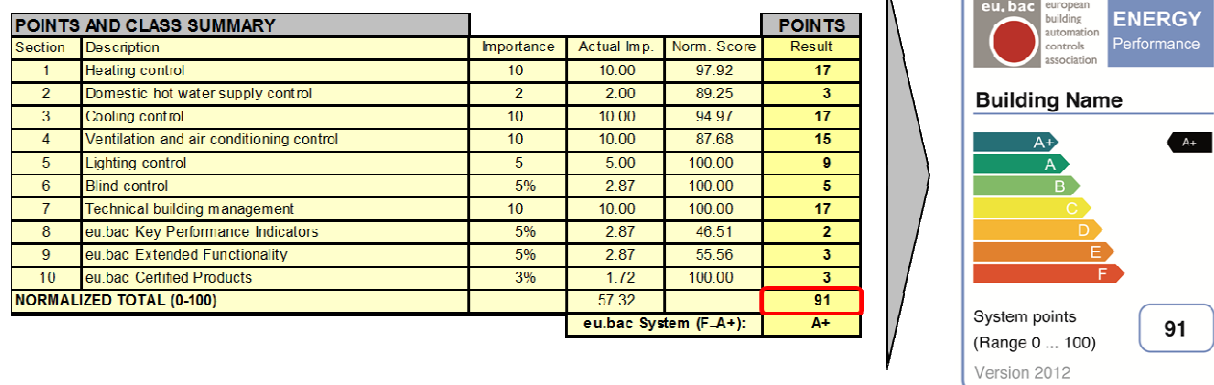 POINTS AND CLASS SUMMARY POINTS
Section Description Importance Actual Imp. Norm. Score Result
1 Heating control 10 10.00 97.92 17
2 Domestic hot water supply control 2 2.00 89.25 3
3 Cooling control 10 10.00 94.97 17
4 Ventilation and air conditioning control 10 10.00 87.68 15
5 Lighting control 5 5.00 100.00 9
6 Blind control 5% 2.87 100.00 5
7 Technical building management 10 10.00 100.00 17
8 eu.bac Key Performance Indicators 5% 2.87 46.51 2
9 eu.bac Extended Functionality 5% 2.87 55.56 3
10 eu.bac Certified Products 3% 1.72 100.00 3
NORMALIZED TOTAL (0-100) 57.32 91
eu.bac System (F-A+): A+
eu.bac
european
building
automation
controls
association
ENERGY
Performance
Building Name
A+ A+
A
B
C
D
E
F
System points
(Range 0 ... 100)
91
Version 2012